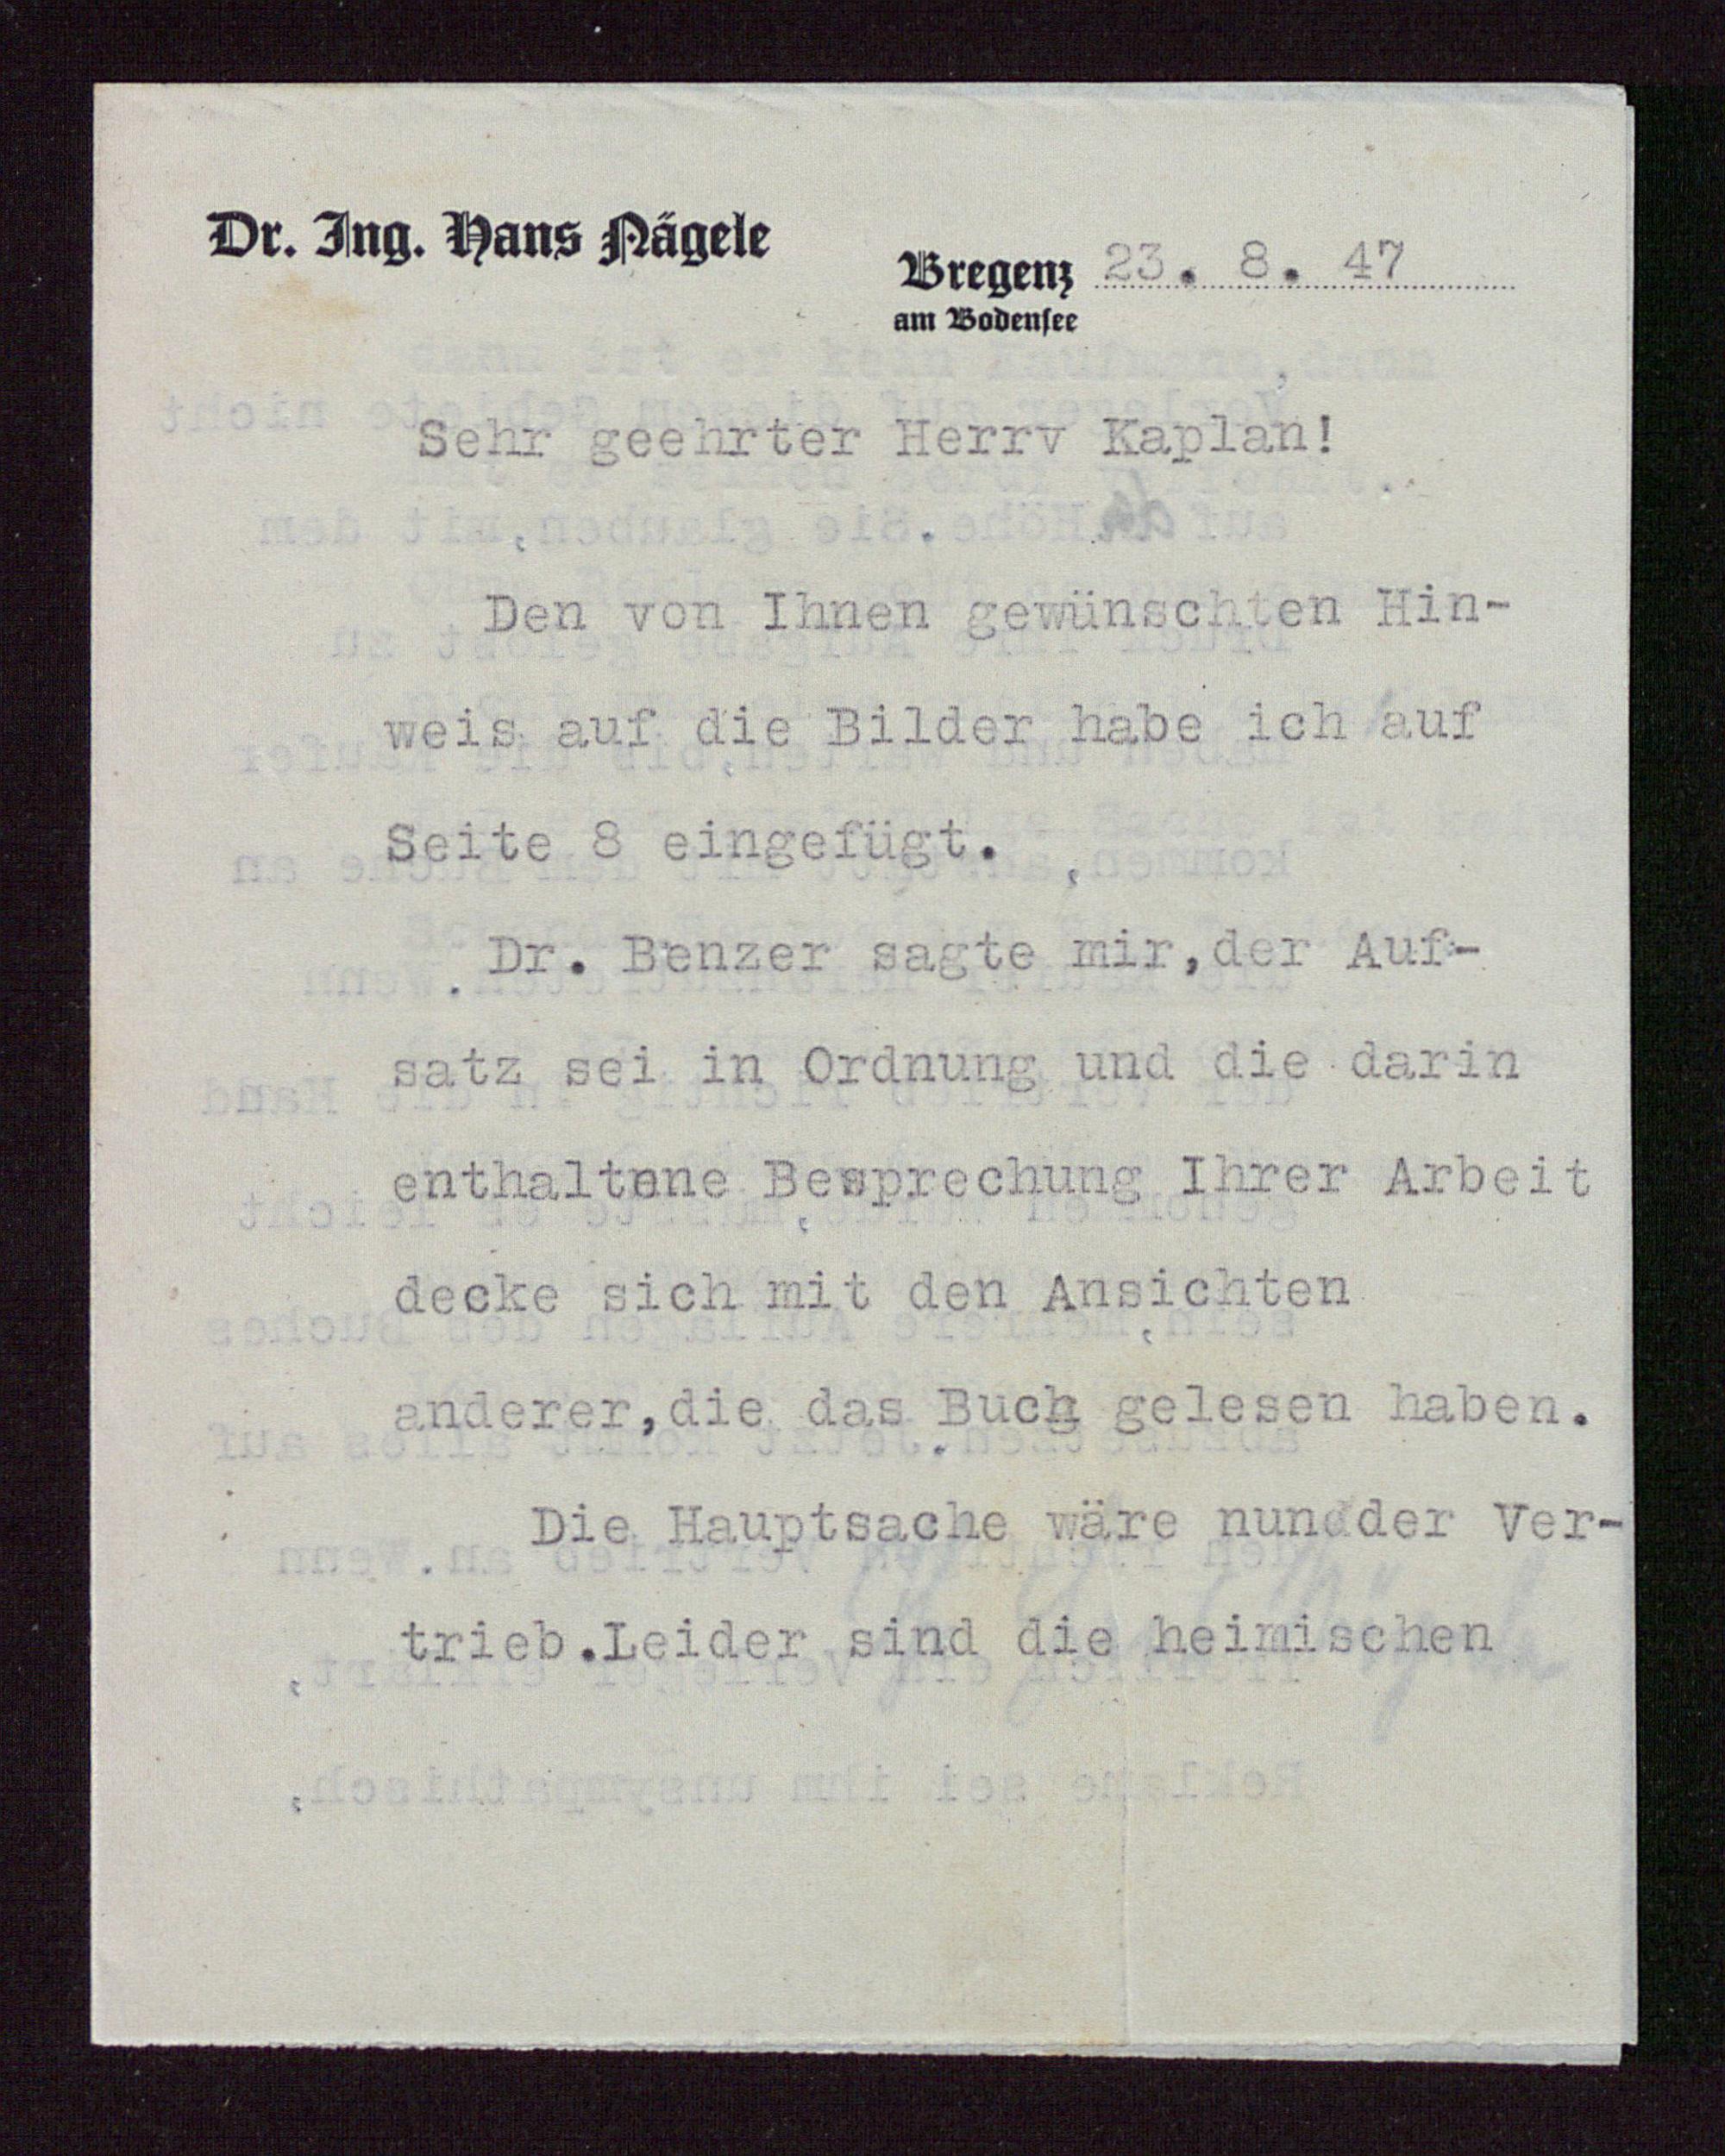 Dr. Ing. Hans Nägele
Bregenz 23. 8. 47
am Bodensee
Sehr geehrter Herrv Kaplan!
Den von Ihnen gewünschten Hin-
weis auf die Bilder habe ich auf
Seite 8 eingefügt.
Dr. Benzer sagte mir,der Auf-
satz sei in Ordnung und die darin
enthaltene Besprechung Ihrer Arbeit
decke sich mit den Ansichten
anderer,die das Buch gelesen haben.
Die Hauptsache wäre nundder Ver-
trieb.Leider sind die heimischen